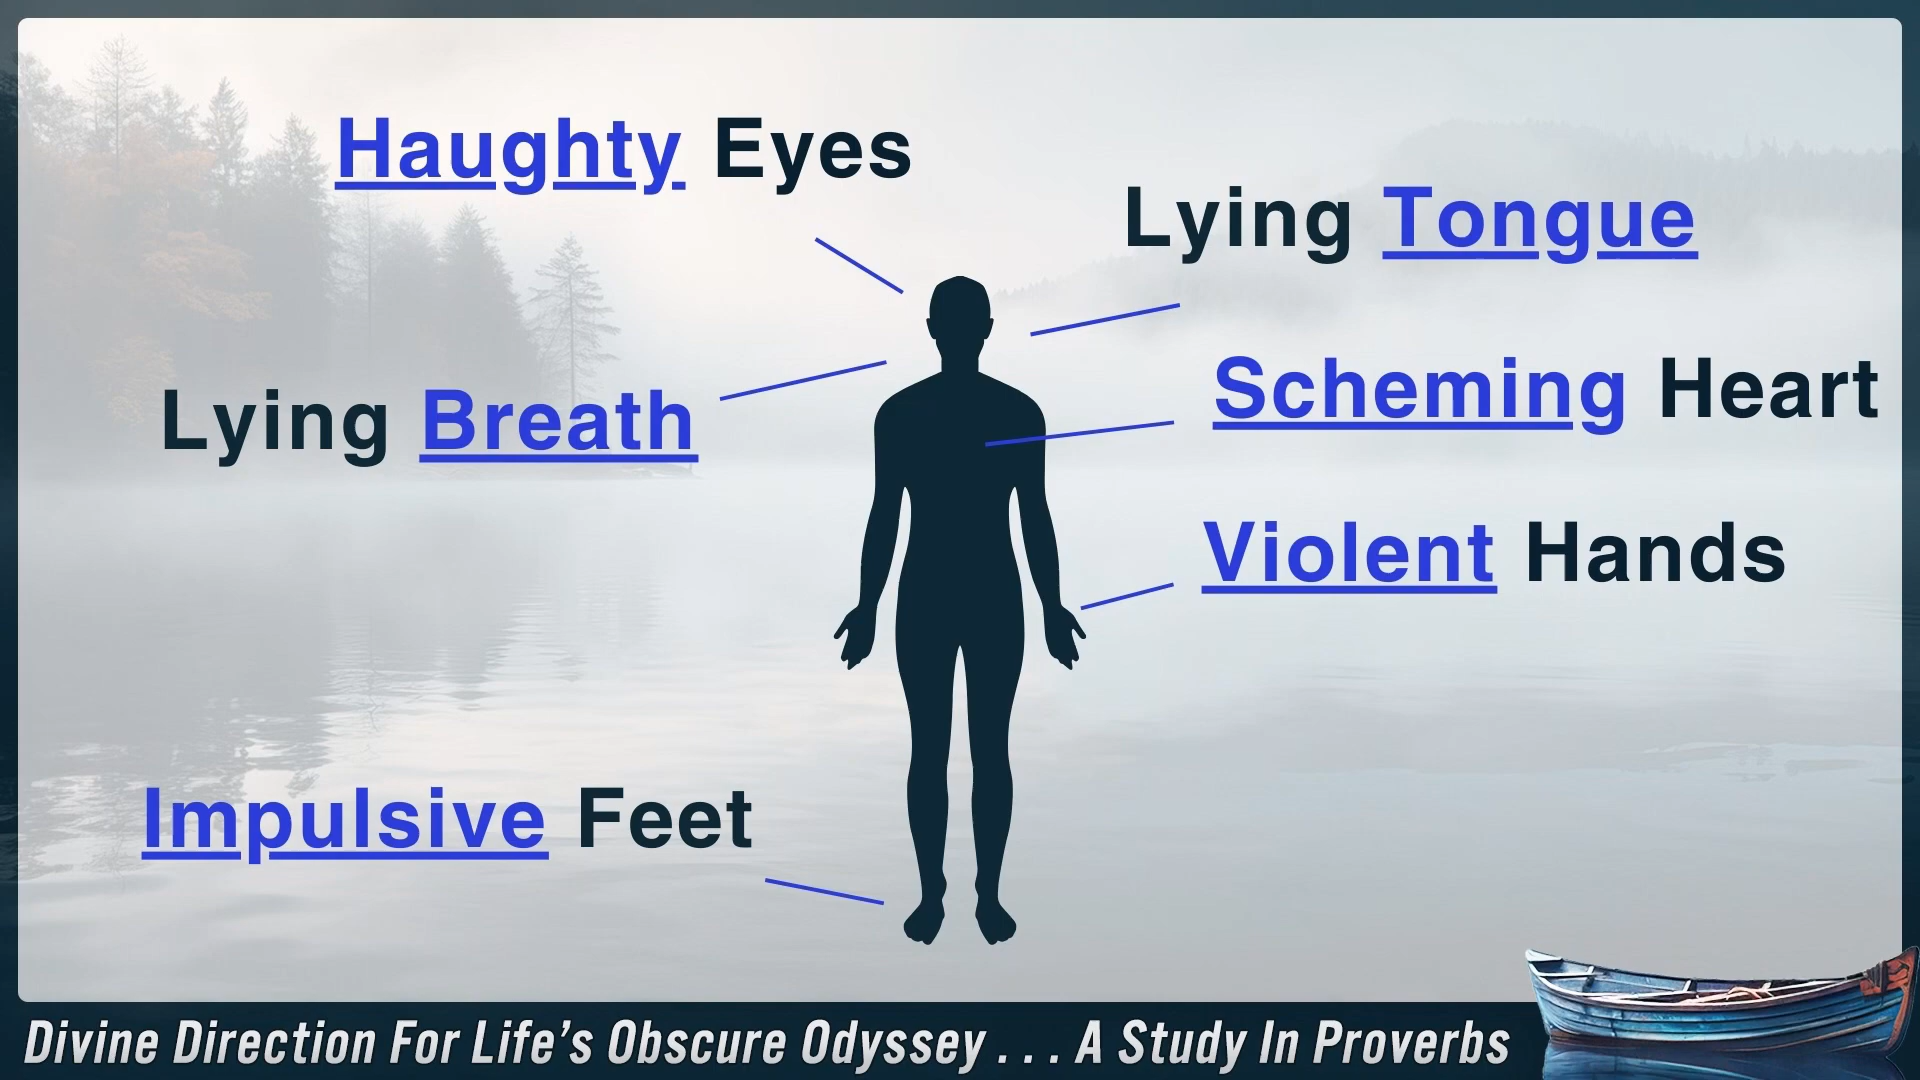 Haughty Eyes
Lying Tongue
Scheming Heart
Lying Breath
Violent Hands
Impulsive Feet
Divine Direction For Life’s Obscure Odyssey . . . A Study In Proverbs